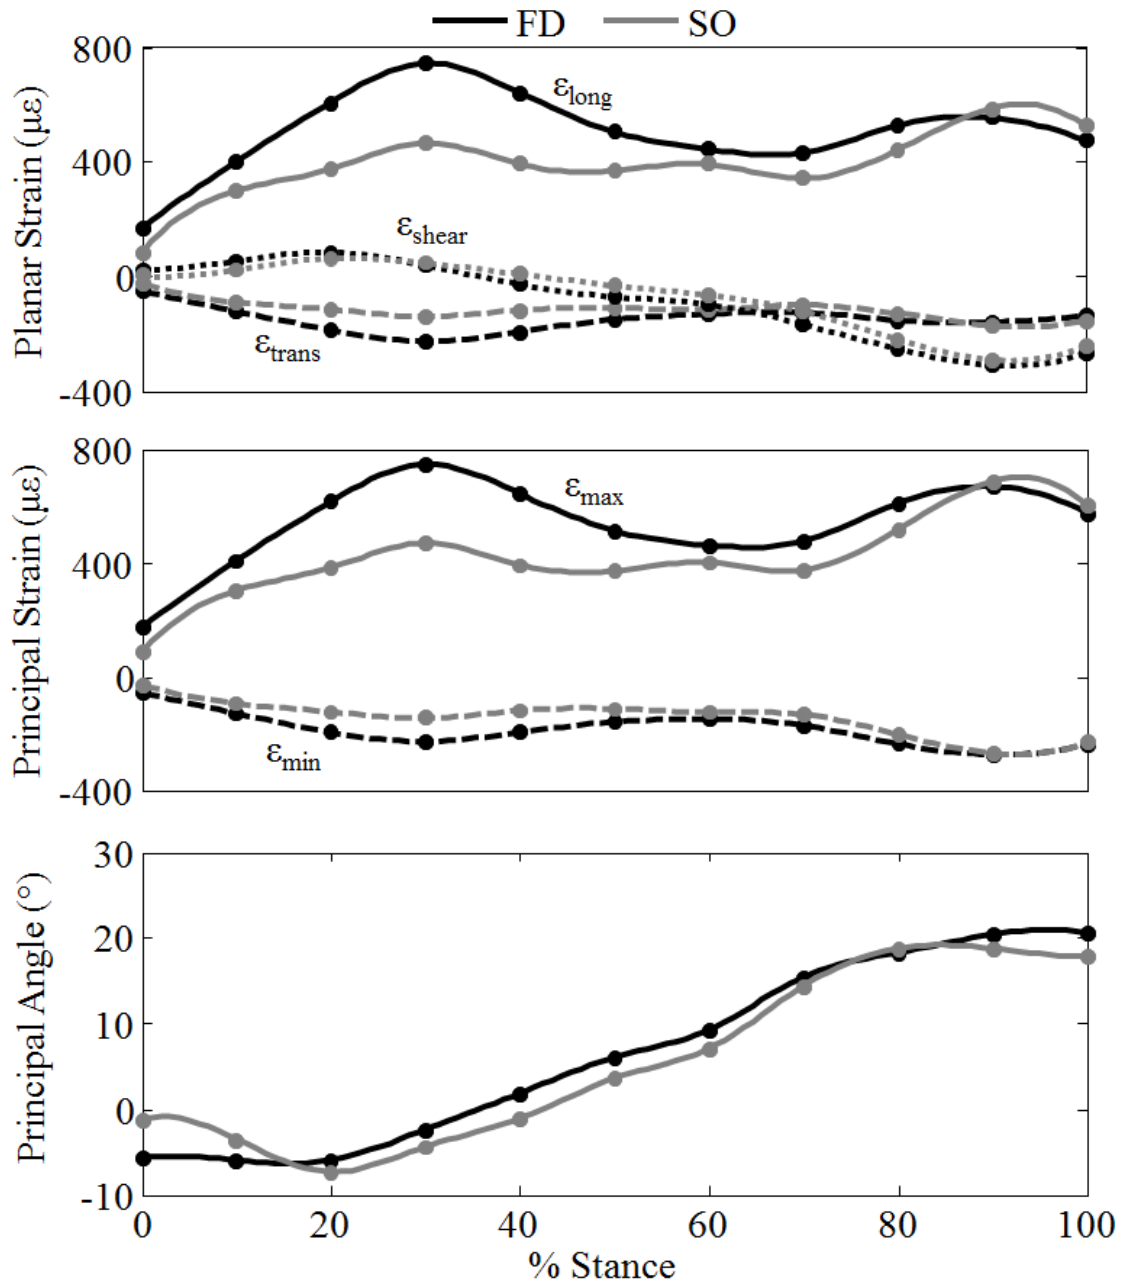 FD SO
Planar Strain (με)
800
400
0
-400
εlong
εshear
εtrans
Principal Strain (με)
800
400
0
-400
εmax
εmin
Principal Angle (°)
30
20
10
0
-10
0 20 40 60 80 100
% Stance